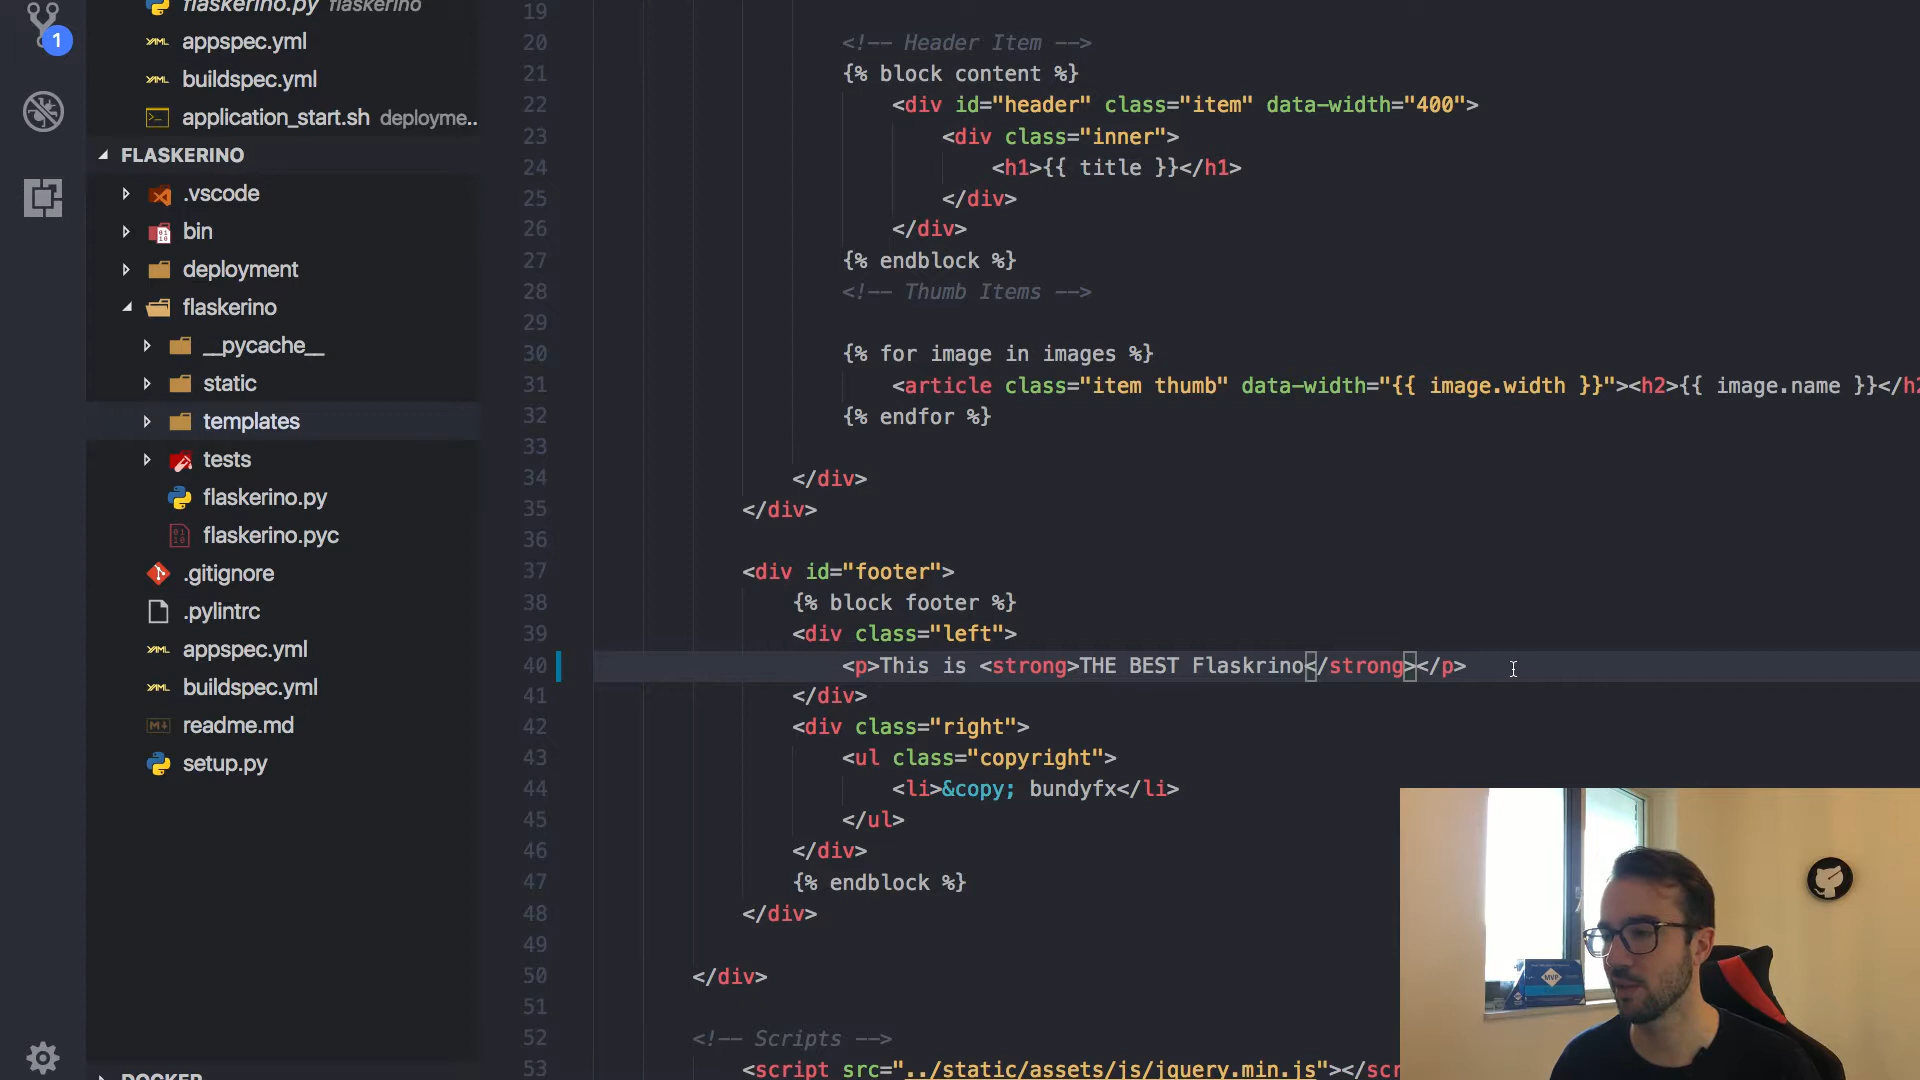 flaskerino.py flaskerino
1
appspec.yml
buildspec.yml
application_start.sh deployme..
FLASKERINO
.vscode
bin
deployment
flaskerino
__pycache__
static
templates
tests
flaskerino.py
flaskerino.pyc
.gitignore
.pylintrc
appspec.yml
buildspec.yml
readme.md
setup.py
DOCKER
19
20 <!-- Header Item -->
21 {% block content %}
22 <div id="header" class="item" data-width="400">
23 <div class="inner">
24 <h1>{{ title }}</h1>
25 </div>
26 </div>
27 {% endblock %}
28 <!-- Thumb Items -->
29
30 {% for image in images %}
31 <article class="item thumb" data-width="{{ image.width }}"><h2>{{ image.name }}</h2
32 {% endfor %}
33
34 </div>
35 </div>
36
37 <div id="footer">
38 {% block footer %}
39 <div class="left">
40 <p>This is <strong>THE BEST Flaskrino</strong></p>
41 </div>
42 <div class="right">
43 <ul class="copyright">
44 <li>&copy; bundyfx</li>
45 </ul>
46 </div>
47 {% endblock %}
48 </div>
49
50 </div>
51
52 <!-- Scripts -->
53 <script src="../static/assets/js/jquery.min.js"></scr
MVP